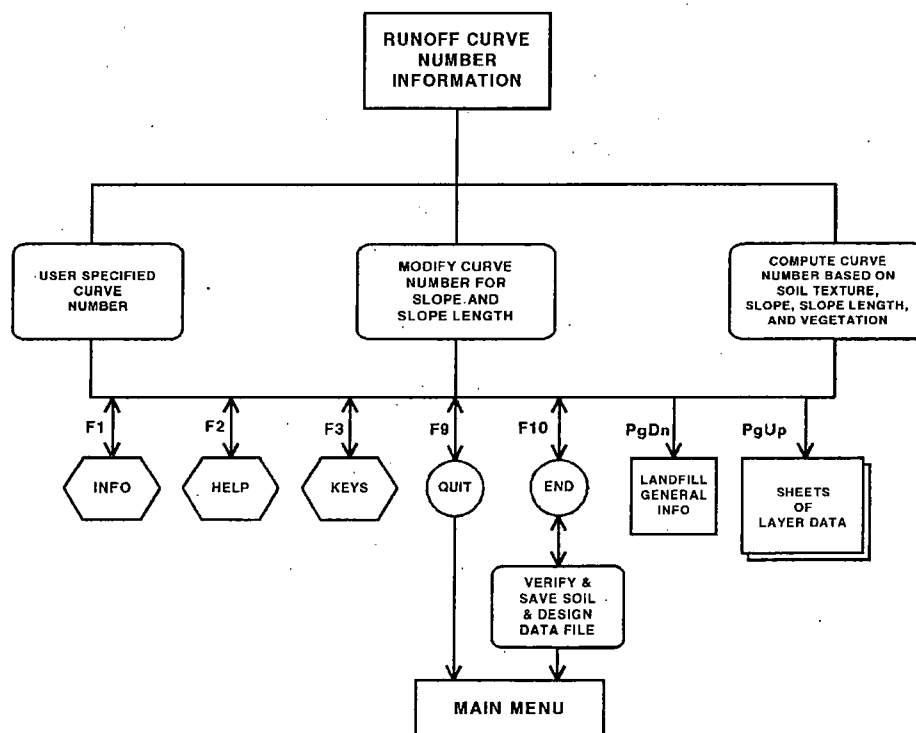 RUNOFF CURVE
NUMBER
INFORMATION
USER SPECIFIED
CURVE
NUMBER
MODIFY CURVE
NUMBER FOR
SLOPE AND
SLOPE LENGTH
COMPUTE CURVE
NUMBER BASED ON
SOIL TEXTURE,
SLOPE, SLOPE LENGTH,
AND VEGETATION
F1
F2
F3
F9
F10
PgDn
PgUp
INFO
HELP
KEYS
QUIT
END
LANDFILL
GENERAL
INFO
SHEETS
OF
LAYER DATA
VERIFY &
SAVE SOIL
& DESIGN
DATA FILE
MAIN MENU